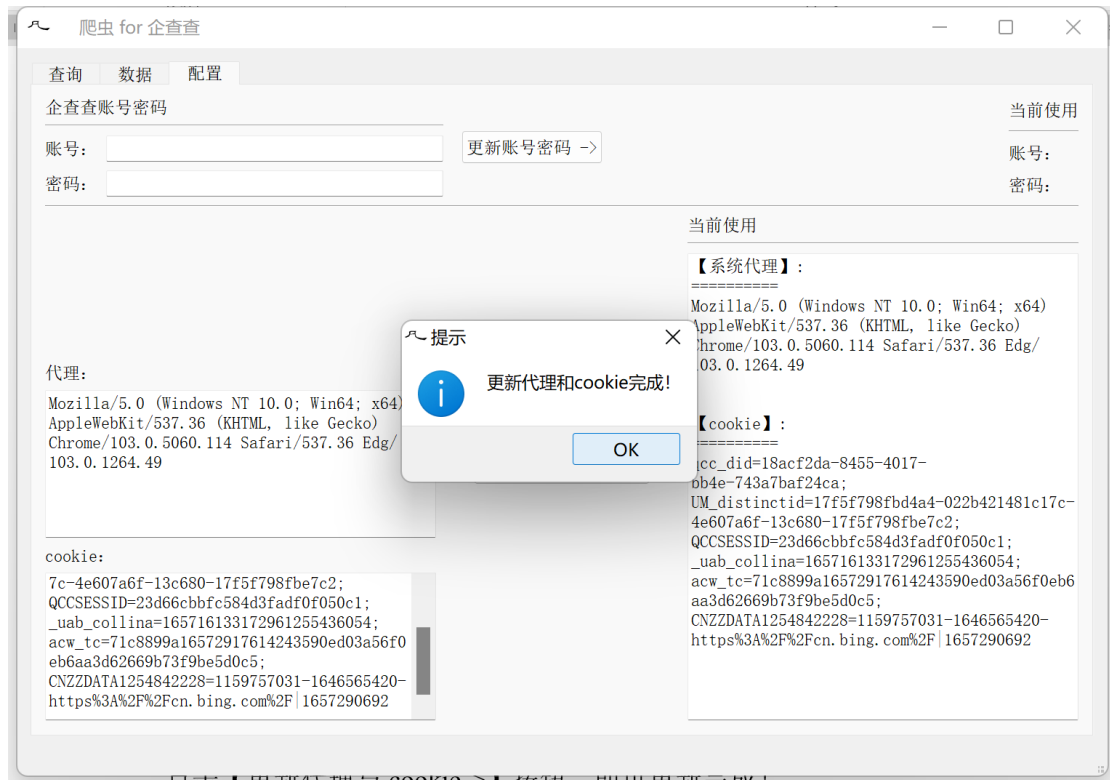 爬虫 for 企查查
查询 数据 配置
企查查账号密码
当前使用
账号:
更新账号密码 ->
账号:
密码:
密码:
当前使用
【系统代理】:
==========
Mozilla/5.0 (Windows NT 10.0; Win64; x64)
AppleWebKit/537.36 (KHTML, like Gecko)
Chrome/103.0.5060.114 Safari/537.36 Edg/
103.0.1264.49
提示
更新代理和cookie完成!
OK
代理:
Mozilla/5.0 (Windows NT 10.0; Win64; x64)
AppleWebKit/537.36 (KHTML, like Gecko)
Chrome/103.0.5060.114 Safari/537.36 Edg/
103.0.1264.49
【cookie】:
==========
qcc_did=18acf2da-8455-4017-
bb4e-743a7baf24ca;
UM_distinctid=17f5f798fbd4a4-022b421481c17c-
4e607a6f-13c680-17f5f798fbe7c2;
QCCSESSID=23d66cbbfc584d3fadf0f050c1;
_uab_collina=165716133172961255436054;
acw_tc=71c8899a16572917614243590ed03a56f0eb6
aa3d62669b73f9be5d0c5;
CNZZDATA1254842228=1159757031-1646565420-
https%3A%2F%2Fcn.bing.com%2F|1657290692
cookie:
7c-4e607a6f-13c680-17f5f798fbe7c2;
QCCSESSID=23d66cbbfc584d3fadf0f050c1;
_uab_collina=165716133172961255436054;
acw_tc=71c8899a16572917614243590ed03a56f0
eb6aa3d62669b73f9be5d0c5;
CNZZDATA1254842228=1159757031-1646565420-
https%3A%2F%2Fcn.bing.com%2F|1657290692